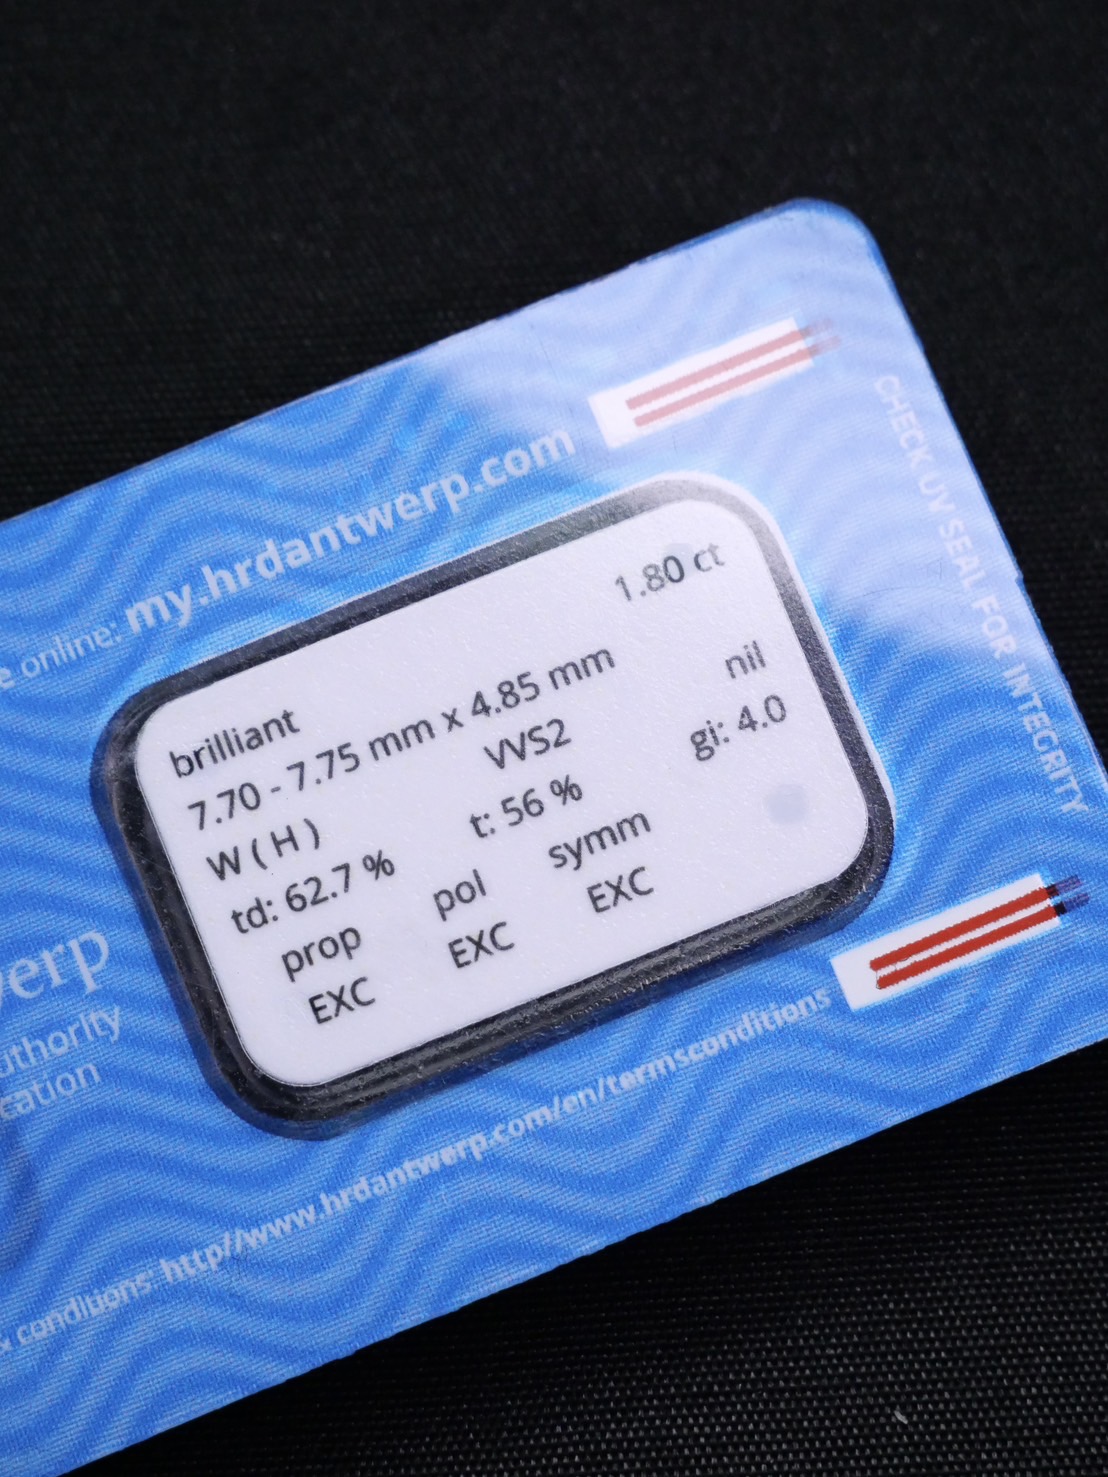 online: my.hrdantwerp.com
CHECK UV SEAL FOR INTEGRITY
1.80 ct
brilliant
7.70 - 7.75 mm x 4.85 mm
W ( H ) VVS2 nil
td: 62.7 % t: 56 % gi: 4.0
prop pol symm
EXC EXC EXC
werp
uthority
cation
& conditions: http//www.hrdantwerp.com/en/termsconditions